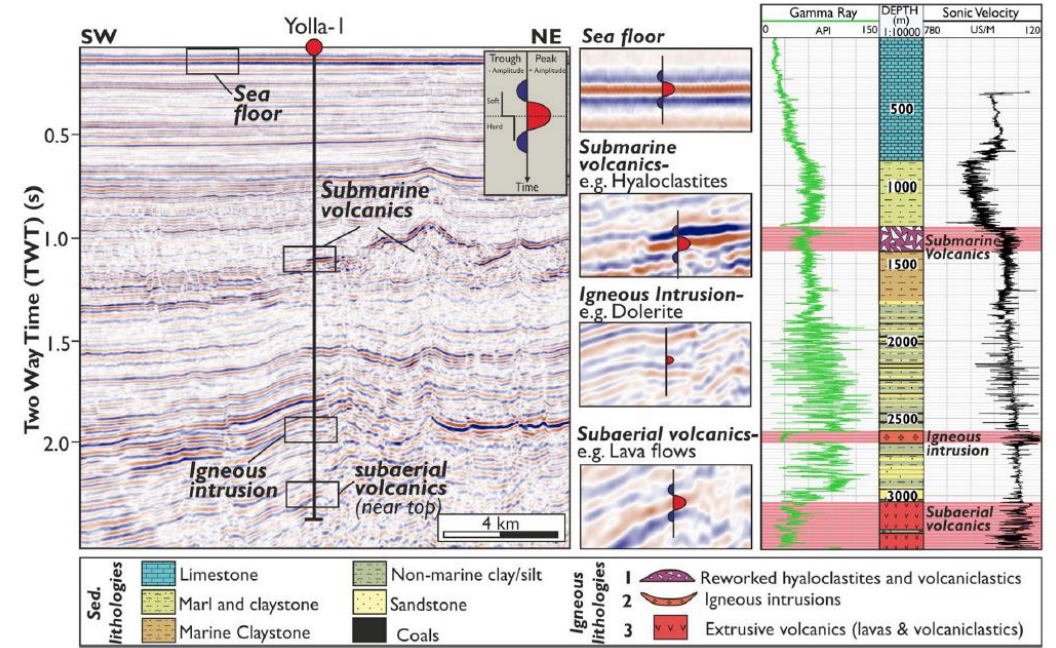 Yolla-1
SW
NE
Trough
Peak
- Amplitude
+ Amplitude
Soft
Hard
Time
Sea
floor
Submarine
volcanics
Igneous
intrusion
subaerial
volcanics
(near top)
4 km
Two Way Time (TWT) (s)
0.5
1.0
1.5
2.0
Sea floor
Submarine
volcanics-
e.g. Hyaloclastites
Igneous Intrusion-
e.g. Dolerite
Subaerial volcanics-
e.g. Lava flows
Gamma Ray
0 API 150
DEPTH
(m)
1:10000
Sonic Velocity
780 US/M 120
500
1000
1500
2000
2500
3000
Submarine
Volcanics
Igneous
intrusion
Subaerial
volcanics
Sed.
lithologies
Limestone
Marl and claystone
Marine Claystone
Non-marine clay/silt
Sandstone
Coals
Igneous
lithologies
1 Reworked hyaloclastites and volcaniclastics
2 Igneous intrusions
3 Extrusive volcanics (lavas & volcaniclastics)